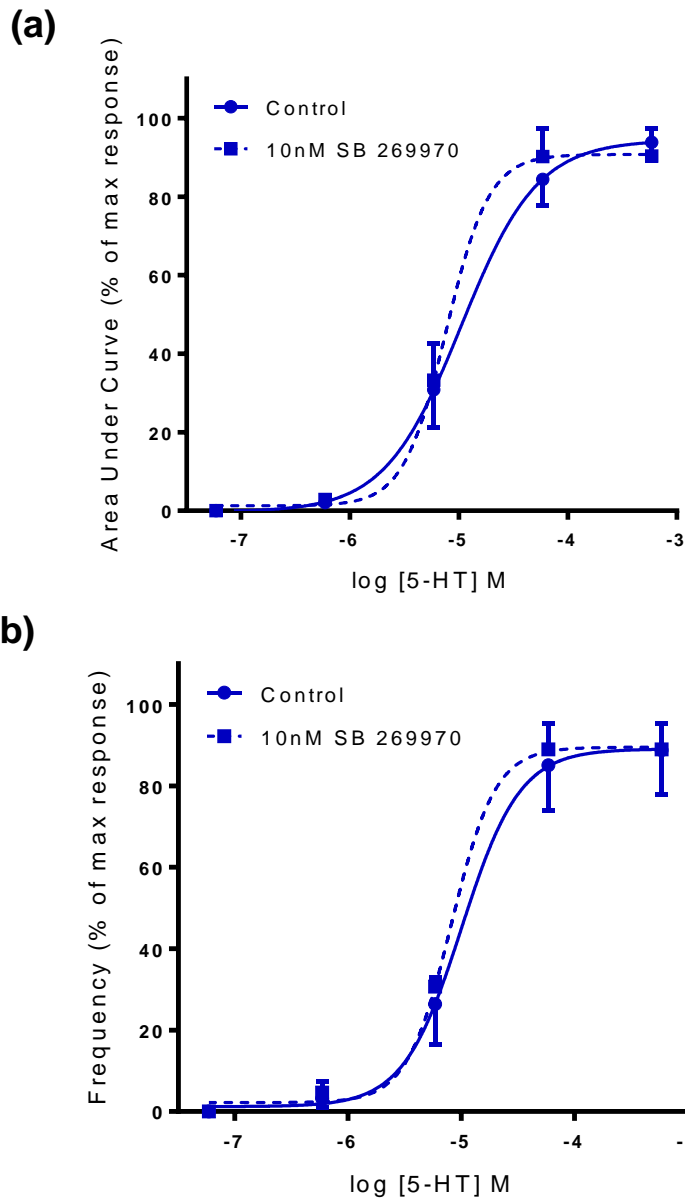 (a)
Control
10nM SB 269970
Area Under Curve (% of max response)
100
80
60
40
20
0
-7
-6
-5
-4
-3
log [5-HT] M
b)
Control
10nM SB 269970
Frequency (% of max response)
100
80
60
40
20
0
-7
-6
-5
-4
-
log [5-HT] M